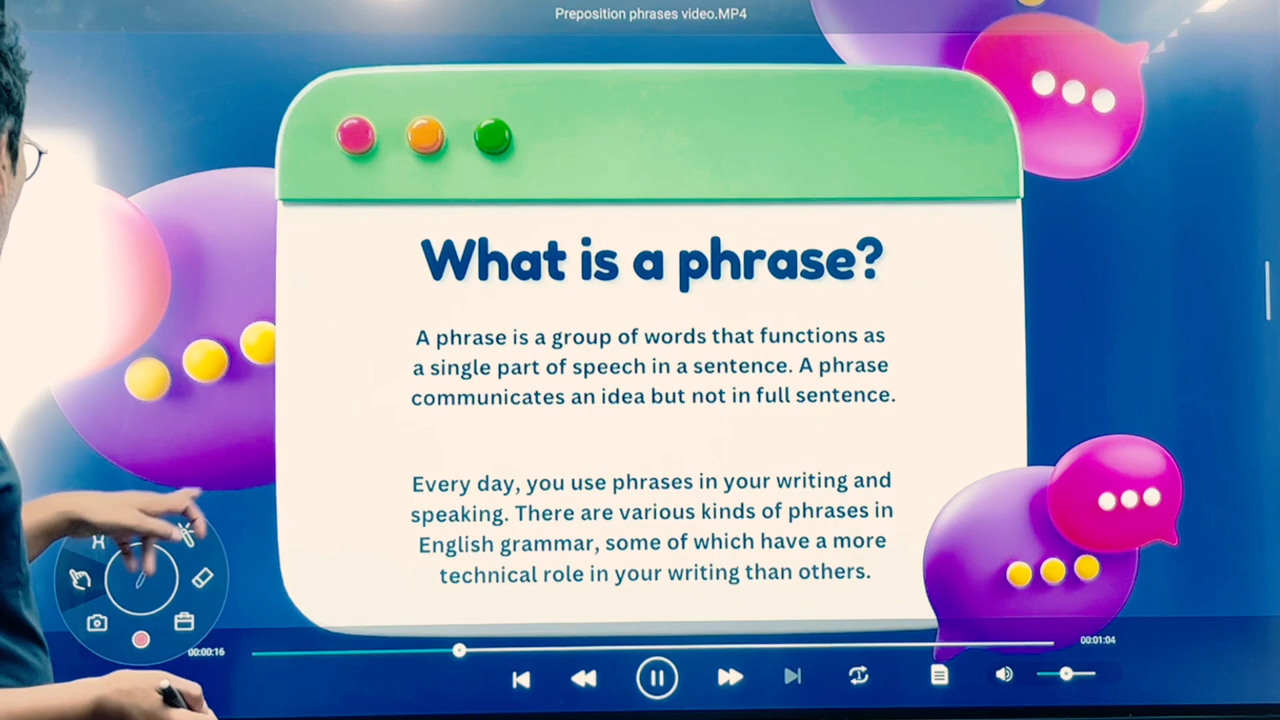 Preposition phrases video.MP4
What is a phrase?
A phrase is a group of words that functions as
a single part of speech in a sentence. A phrase
communicates an idea but not in full sentence.
Every day, you use phrases in your writing and
speaking. There are various kinds of phrases in
English grammar, some of which have a more
technical role in your writing than others.
00:00:16
00:01:04